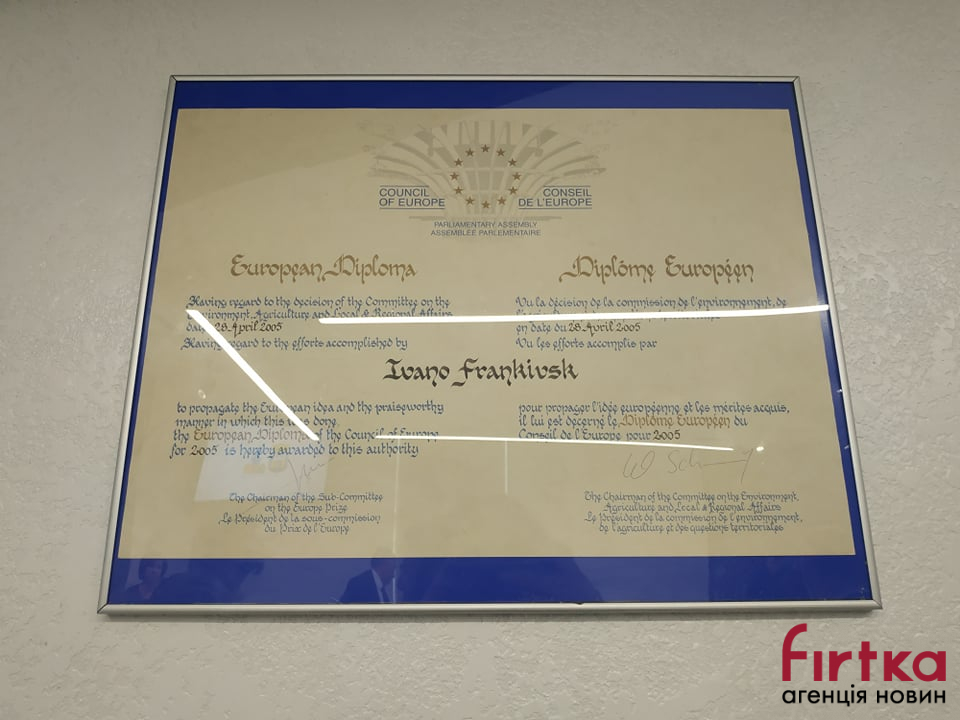 COUNCIL
OF EUROPE
CONSEIL
DE L'EUROPE
PARLIAMENTARY ASSEMBLY
ASSEMBLÉE PARLEMENTAIRE
European Diploma
Having regard to the decision of the Committee on the
Environment, Agriculture and Local & Regional Affairs
April 2005
Having regard to the efforts accomplished by
Diplôme Européen
Vu la décision de la commission de l'environnement, de
en date du 28 Avril 2005
Vu les efforts accomplis par
Ivano Frankivsk
to propagate the European idea and the praiseworthy
manner in which this was done,
the European Diploma of the Council of Europe
for 2005 is hereby awarded to this authority
pour propager l'idée européenne et les mérites acquis,
il lui est décerné le Diplôme Européen du
Conseil de l'Europe pour 2005
The Chairman of the Sub-Committee
on the Europe Prize
Le Président de la sous-commission
du Prix de l'Europe
The Chairman of the Committee on the Environment,
Agriculture and Local & Regional Affairs
Le Président de la commission de l'environnement,
de l'agriculture et des questions territoriales
fırtka
агенція новин